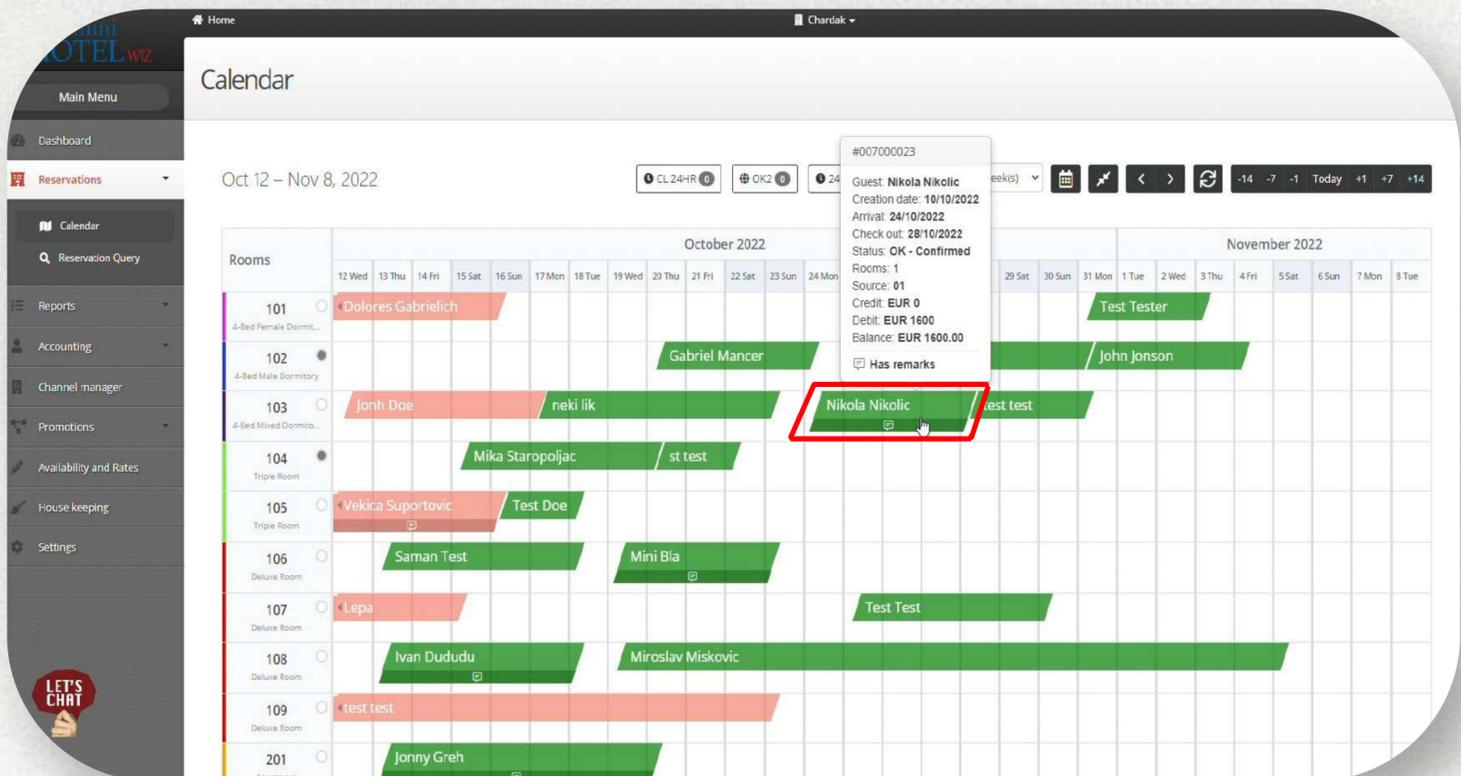 Home
Chardak
mini
HOTEL WIZ
Main Menu
Dashboard
Reservations
Calendar
Reservation Query
Reports
Accounting
Channel manager
Promotions
Availability and Rates
House keeping
Settings
LET'S
CHAT
Calendar
Oct 12 – Nov 8, 2022
CL 24HR 0
OK2 0
24
eek(s)
-14 -7 -1 Today +1 +7 +14
#007000023
Guest: Nikola Nikolic
Creation date: 10/10/2022
Arrival: 24/10/2022
Check out: 28/10/2022
Status: OK - Confirmed
Rooms: 1
Source: 01
Credit: EUR 0
Debit: EUR 1600
Balance: EUR 1600.00
Has remarks
Rooms
October 2022
November 2022
12 Wed 13 Thu 14 Fri 15 Sat 16 Sun 17 Mon 18 Tue 19 Wed 20 Thu 21 Fri 22 Sat 23 Sun 24 Mon 29 Sat 30 Sun 31 Mon 1 Tue 2 Wed 3 Thu 4 Fri 5 Sat 6 Sun 7 Mon 8 Tue
101
4-Bed Female Dormit...
Dolores Gabrielich
Test Tester
102
4-Bed Male Dormitory
Gabriel Mancer
John Jonson
103
4-Bed Mixed Dormito...
Jonh Doe
neki lik
Nikola Nikolic
test test
104
Triple Room
Mika Staropoljac
st test
105
Triple Room
Vekica Suportovic
Test Doe
106
Deluxe Room
Saman Test
Mini Bla
107
Deluxe Room
Lepa
Test Test
108
Deluxe Room
Ivan Dududu
Miroslav Miskovic
109
Deluxe Room
test test
201
Jonny Greh